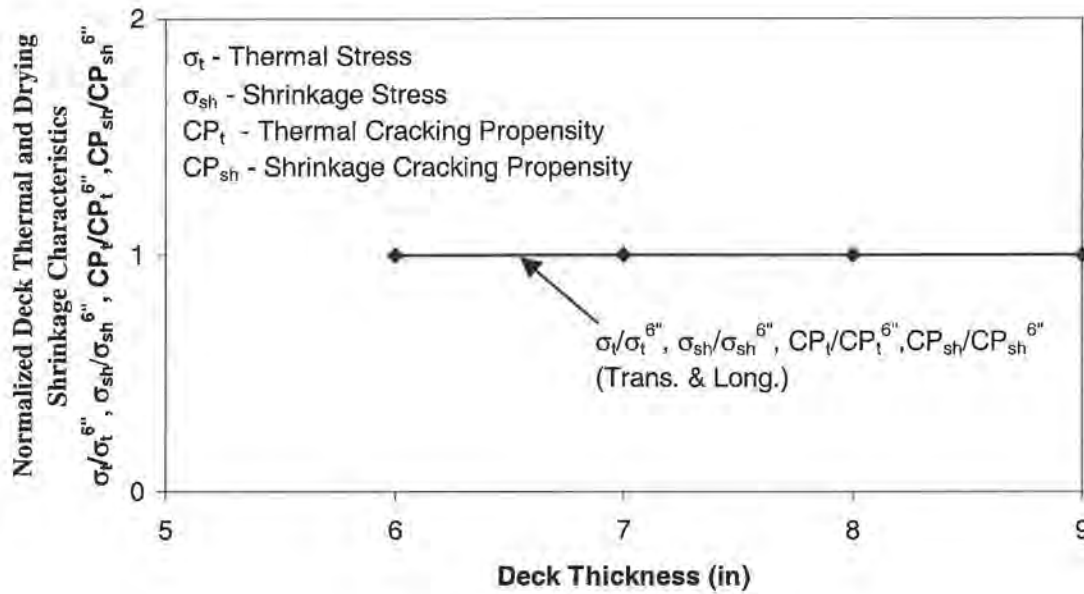 Normalized Deck Thermal and Drying
Shrinkage Characteristics
σt/σt6", σsh/σsh6", CPt/CPt6",CPsh/CPsh6"
2
1
0
σt - Thermal Stress
σsh - Shrinkage Stress
CPt - Thermal Cracking Propensity
CPsh - Shrinkage Cracking Propensity
σt/σt6", σsh/σsh6", CPt/CPt6",CPsh/CPsh6"
(Trans. & Long.)
5 6 7 8 9
Deck Thickness (in)